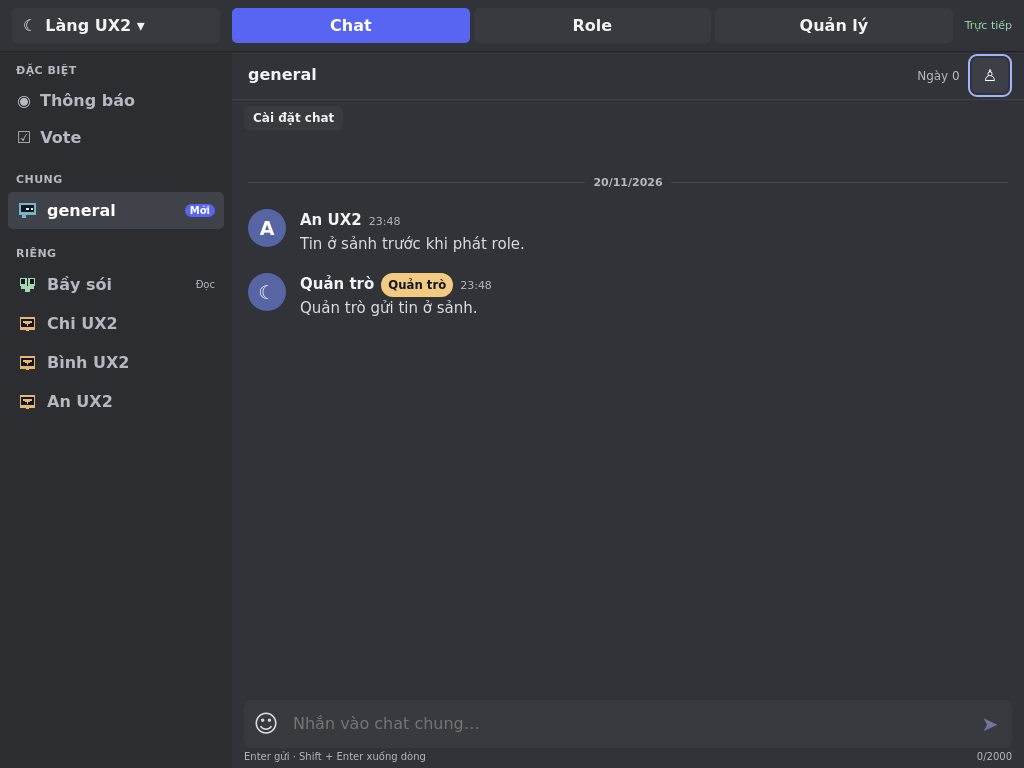 Làng UX2 ▾
Chat
Role
Quản lý
Trực tiếp
ĐẶC BIỆT
Thông báo
Vote
CHUNG
general
Mới
RIÊNG
Bầy sói
Đọc
Chi UX2
Bình UX2
An UX2
general
Ngày 0
Cài đặt chat
20/11/2026
A
An UX2 23:48
Tin ở sảnh trước khi phát role.
Quản trò Quản trò 23:48
Quản trò gửi tin ở sảnh.
Nhắn vào chat chung…
Enter gửi · Shift + Enter xuống dòng
0/2000